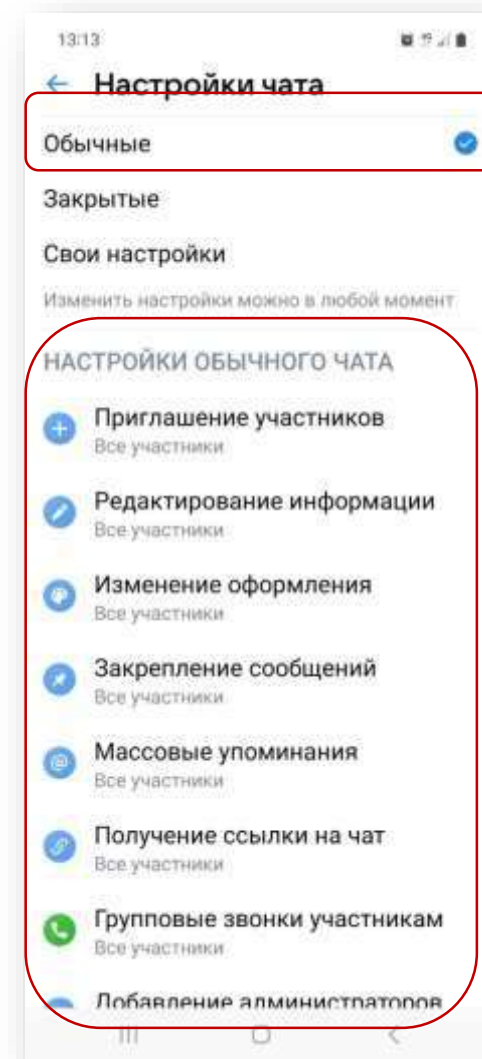 13:13
Настройки чата
Обычные
Закрытые
Свои настройки
Изменить настройки можно в любой момент
НАСТРОЙКИ ОБЫЧНОГО ЧАТА
Приглашение участников
Все участники
Редактирование информации
Все участники
Изменение оформления
Все участники
Закрепление сообщений
Все участники
Массовые упоминания
Все участники
Получение ссылки на чат
Все участники
Групповые звонки участникам
Все участники
Добавление администраторов